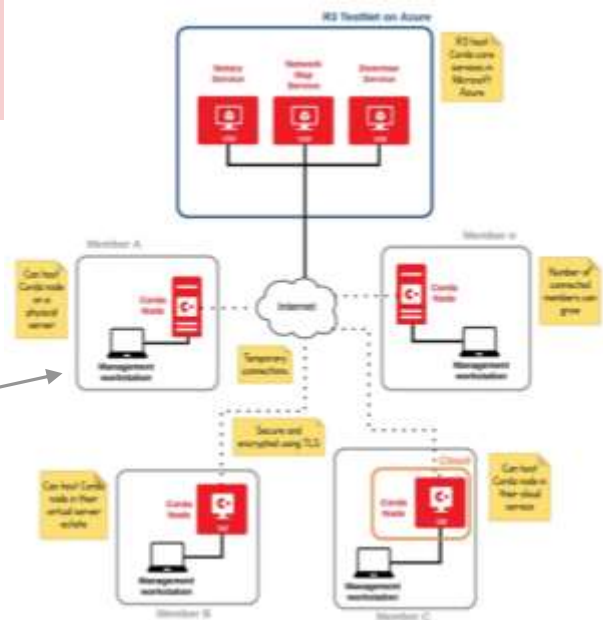 R3 TestNet on Azure
R3 host
Corda core
services in
Microsoft
Azure
Notary
Service
Network
Map
Service
Doorman
Service
Member A
Can host
Corda node
on a
physical
server
Corda
Node
Management
workstation
Internet
Member n
Corda
Node
Management
workstation
Number of
connected
members can
grow
Temporary
connections
Secure and
encrypted using TLS
Can host Corda
node in their
virtual server
estate
Corda
Node
Management
workstation
Member B
Cloud
Corda
Node
Management
workstation
Member C
Can host
Corda node in
their cloud
service